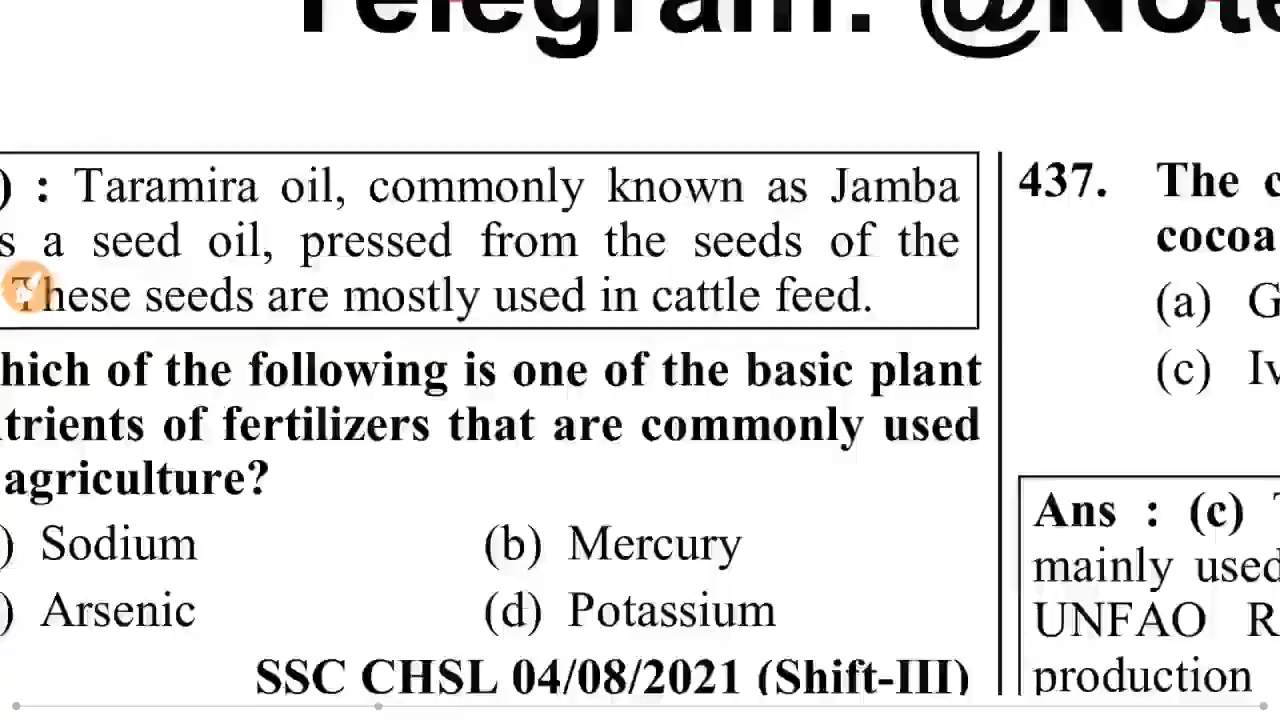 Telegram: @Note
) : Taramira oil, commonly known as Jamba
s a seed oil, pressed from the seeds of the
These seeds are mostly used in cattle feed.
hich of the following is one of the basic plant
trients of fertilizers that are commonly used
agriculture?
) Sodium (b) Mercury
) Arsenic (d) Potassium
SSC CHSL 04/08/2021 (Shift-III)
437. The c
cocoa
(a) G
(c) Iv
Ans : (c) T
mainly used
UNFAO R
production